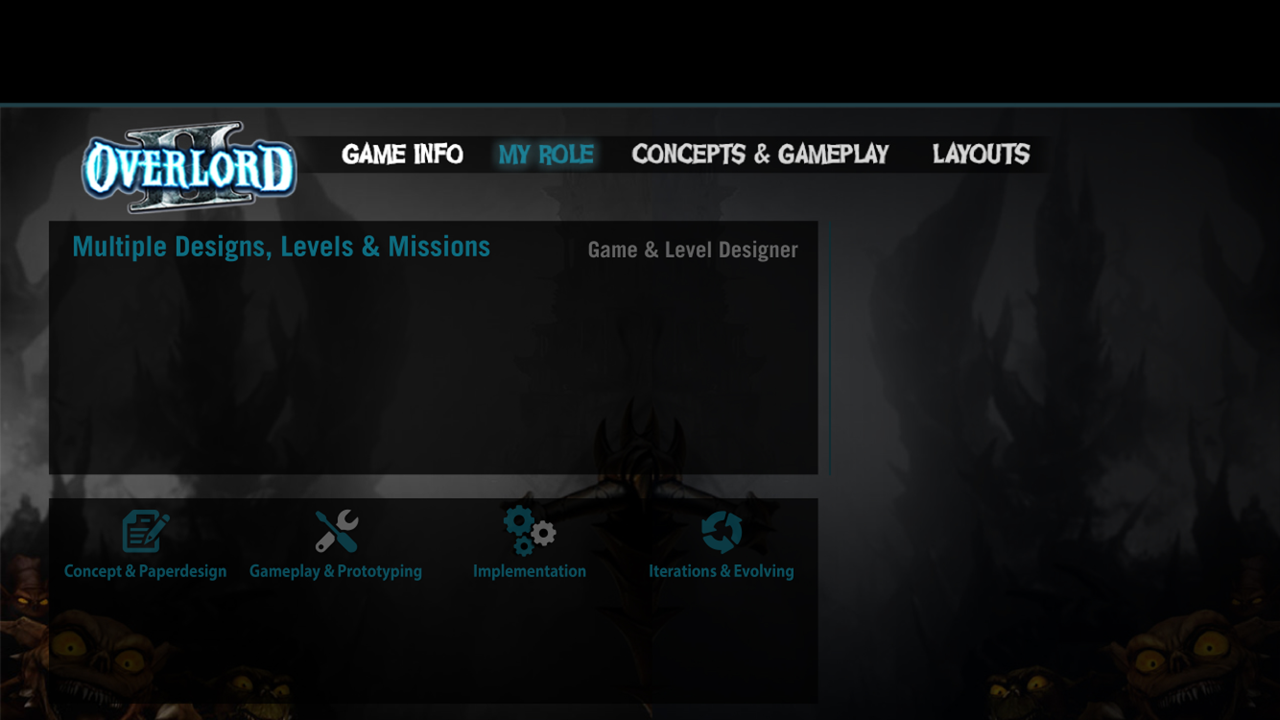 OVERLORD II
GAME INFO
MY ROLE
CONCEPTS & GAMEPLAY
LAYOUTS
Multiple Designs, Levels & Missions
Game & Level Designer
Concept & Paperdesign
Gameplay & Prototyping
Implementation
Iterations & Evolving